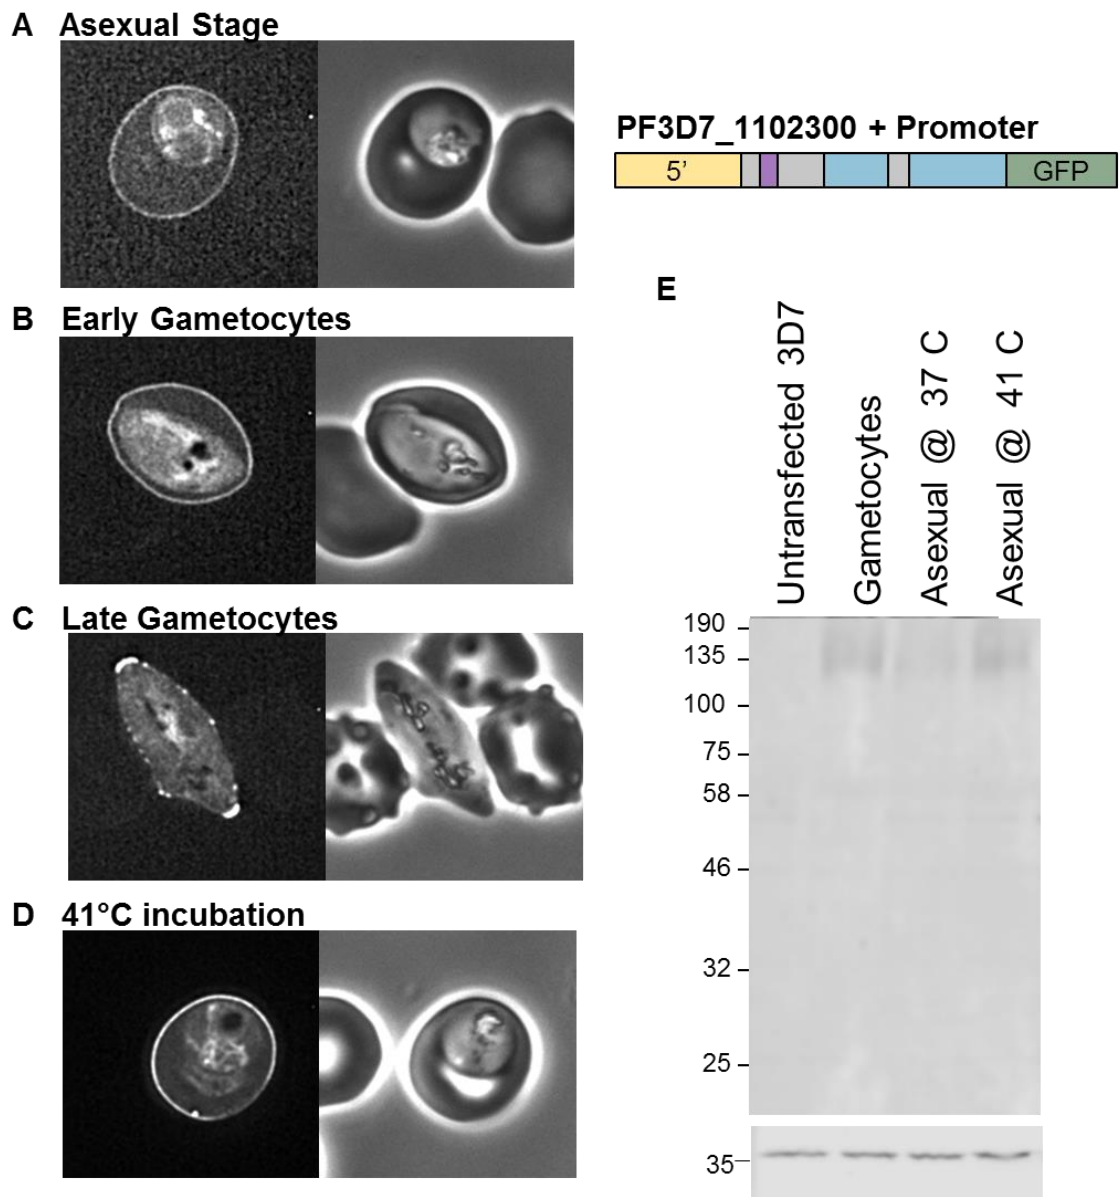 A Asexual Stage
PF3D7_1102300 + Promoter
5’ GFP
B Early Gametocytes
C Late Gametocytes
D 41°C incubation
E
Untransfected 3D7
Gametocytes
Asexual @ 37 C
Asexual @ 41 C
190
135
100
75
58
46
32
25
35